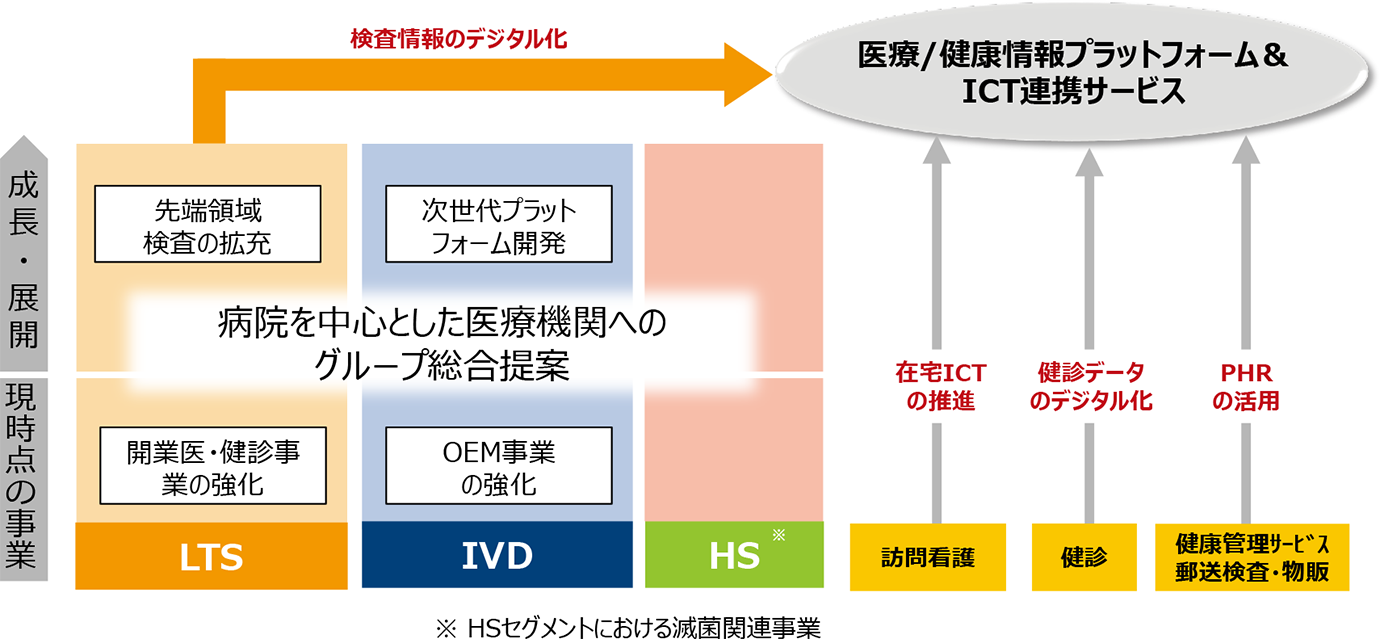 検査情報のデジタル化
医療/健康情報プラットフォーム＆
ICT連携サービス
成長・展開
先端領域
検査の拡充
次世代プラット
フォーム開発
病院を中心とした医療機関への
グループ総合提案
在宅ICT
の推進
健診データ
のデジタル化
PHR
の活用
現時点の事業
開業医・健診事
業の強化
OEM事業
の強化
LTS
IVD
HS ※
訪問看護
健診
健康管理ｻｰﾋﾞｽ
郵送検査・物販
※ HSセグメントにおける滅菌関連事業